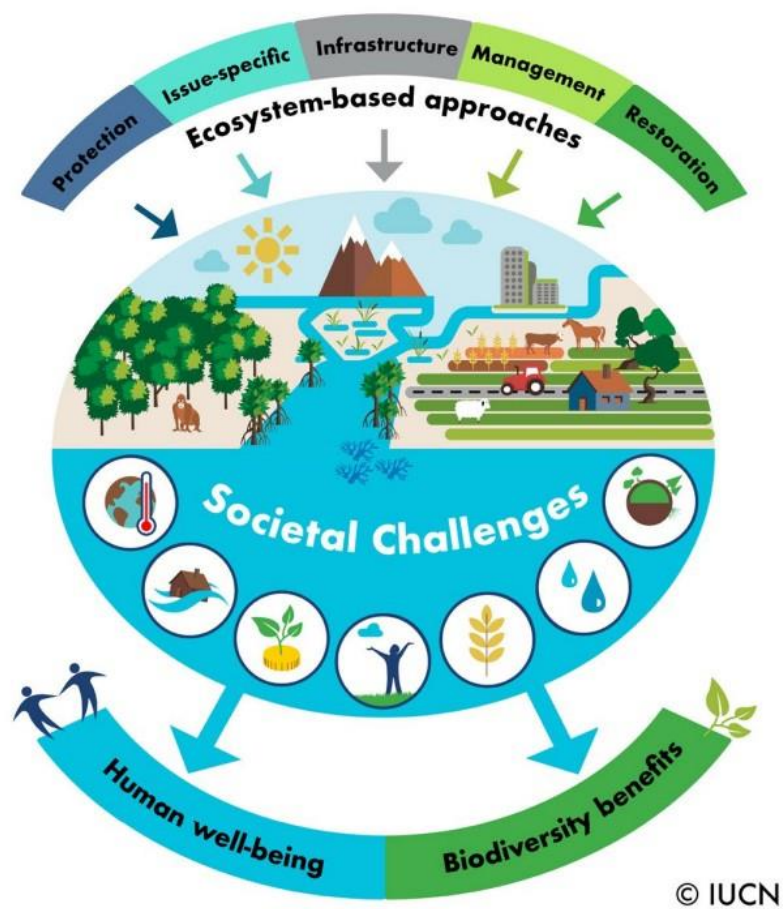 Protection
Issue-specific
Infrastructure
Management
Restoration
Ecosystem-based approaches
Societal Challenges
Human well-being
Biodiversity benefits
© IUCN